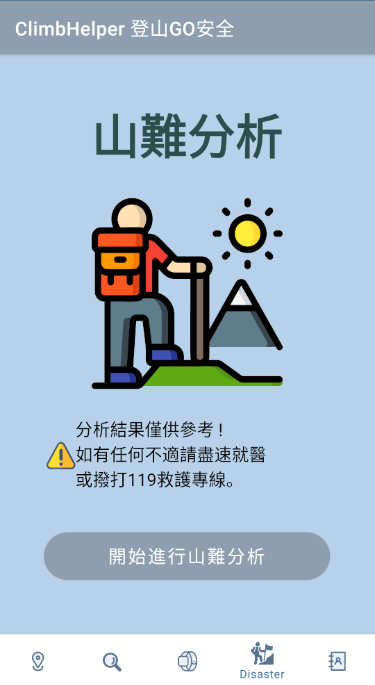 ClimbHelper 登山GO安全
山難分析
分析結果僅供參考！
如有任何不適請盡速就醫
或撥打119救護專線。
開始進行山難分析
Disaster